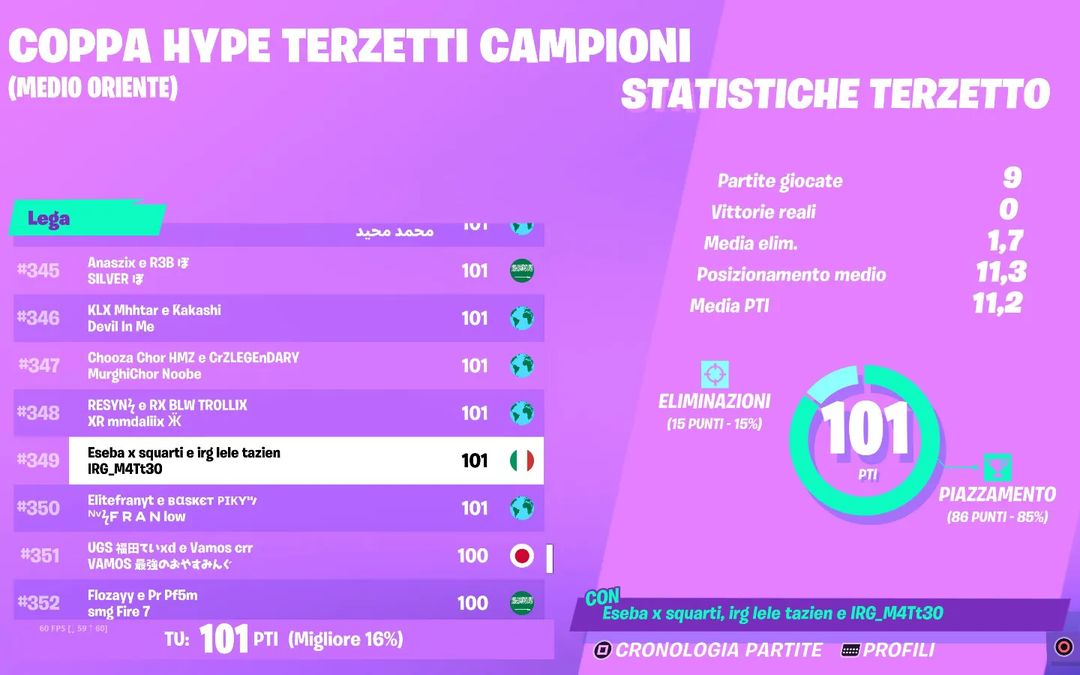 COPPA HYPE TERZETTI CAMPIONI
(MEDIO ORIENTE)
STATISTICHE TERZETTO
Partite giocate 9
Vittorie reali 0
Media elim. 1,7
Posizionamento medio 11,3
Media PTI 11,2
Lega
محمد محيد 101
#345 Anaszix e R3B ぽ 101
SILVER ぽ
#346 KLX Mhhtar e Kakashi 101
Devil In Me
#347 Chooza Chor HMZ e CrZLEGEnDARY 101
MurghiChor Noobe
#348 RESYN e RX BLW TROLLIX 101
XR mmdaliix Ӝ
#349 Eseba x squarti e irg lele tazien 101
IRG_M4Tt30
#350 Elitefranyt e 101
F R A N low
#351 UGS 福田ていxd e Vamos crr 100
VAMOS 最強のおやすみんぐ
#352 Flozayy e Pr Pf5m 100
smg Fire 7
60 FPS [, 59 ↑ 60]
TU: 101 PTI (Migliore 16%)
ELIMINAZIONI
(15 PUNTI - 15%)
101
PTI
PIAZZAMENTO
(86 PUNTI - 85%)
CON
Eseba x squarti, irg lele tazien e IRG_M4Tt30
CRONOLOGIA PARTITE PROFILI